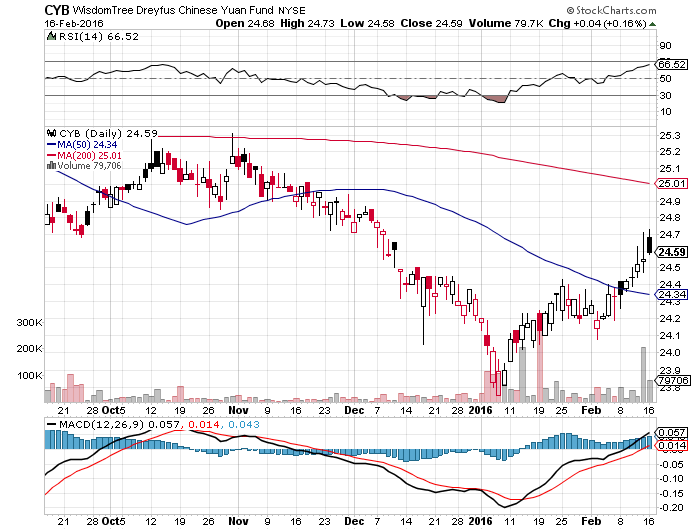 CYB WisdomTree Dreyfus Chinese Yuan Fund NYSE © StockCharts.com
16-Feb-2016 Open 24.68 High 24.73 Low 24.58 Close 24.59 Volume 79.7K Chg +0.04 (+0.16%)
RSI(14) 66.52
90
66.52
50
30
10
CYB (Daily) 24.59
MA(50) 24.34
MA(200) 25.01
Volume 79,706
25.3
25.2
25.1
25.01
24.9
24.8
24.7
24.59
24.5
24.4
24.34
24.2
24.1
24.0
23.9
23.8
300K
200K
100K
79706
21 28 Oct 5 12 19 26 Nov 9 16 23 Dec 7 14 21 28 2016 11 19 25 Feb 8 16
MACD(12,26,9) 0.057, 0.014, 0.043
0.057
0.014
-0.05
-0.10
-0.15
-0.20
21 28 Oct 5 12 19 26 Nov 9 16 23 Dec 7 14 21 28 2016 11 19 25 Feb 8 16